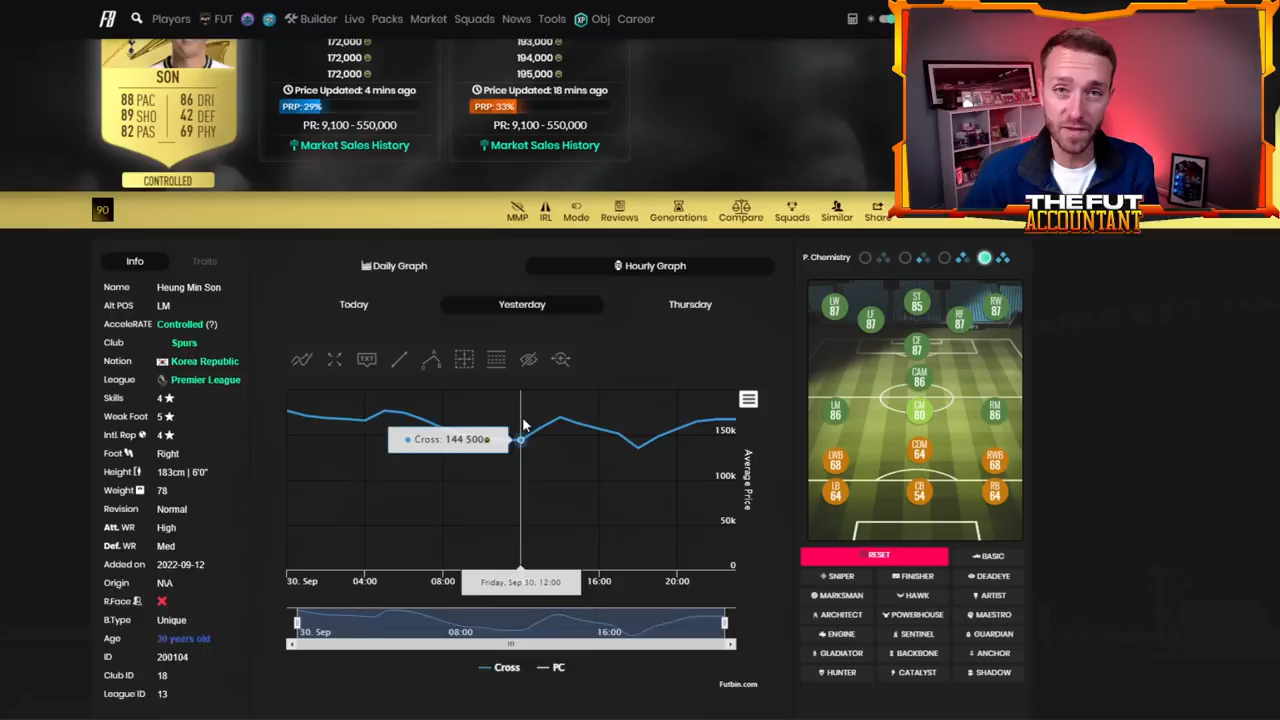 FB Players FUT Builder Live Packs Market Squads News Tools XP Obj Career
172,000
172,000
172,000
Price Updated: 4 mins ago
PRP: 29%
PR: 9,100 - 550,000
Market Sales History
193,000
194,000
195,000
Price Updated: 18 mins ago
PRP: 33%
PR: 9,100 - 550,000
Market Sales History
SON
88 PAC 86 DRI
89 SHO 42 DEF
82 PAS 69 PHY
CONTROLLED
THE FUT
ACCOUNTANT
90
MMP IRL Mode Reviews Generations Compare Squads Similar Share
Info Traits
Name Heung Min Son
Alt POS LM
AcceleRATE Controlled (?)
Club Spurs
Nation Korea Republic
League Premier League
Skills 4★
Weak Foot 5★
Intl.Rep 4★
Foot Right
Height 183cm | 6'0"
Weight 78
Revision Normal
Att. WR High
Def. WR Med
Added on 2022-09-12
Origin N\A
R.Face
B.Type Unique
Age 30 years old
ID 200104
Club ID 18
League ID 13
Daily Graph Hourly Graph
Today Yesterday Thursday
TXT
Cross: 144 500
150k
100k
50k
0
Average Price
30. Sep 04:00 08:00 16:00 20:00
Friday, Sep 30, 12:00
30. Sep 08:00 16:00
Cross PC
Futbin.com
P. Chemistry
LW 87
LF 87
ST 85
RF 87
RW 87
CF 87
CAM 86
LM 86
CM 80
RM 86
CDM 64
LWB 68
RWB 68
LB 64
CB 54
RB 64
RESET BASIC
SNIPER FINISHER DEADEYE
MARKSMAN HAWK ARTIST
ARCHITECT POWERHOUSE MAESTRO
ENGINE SENTINEL GUARDIAN
GLADIATOR BACKBONE ANCHOR
HUNTER CATALYST SHADOW